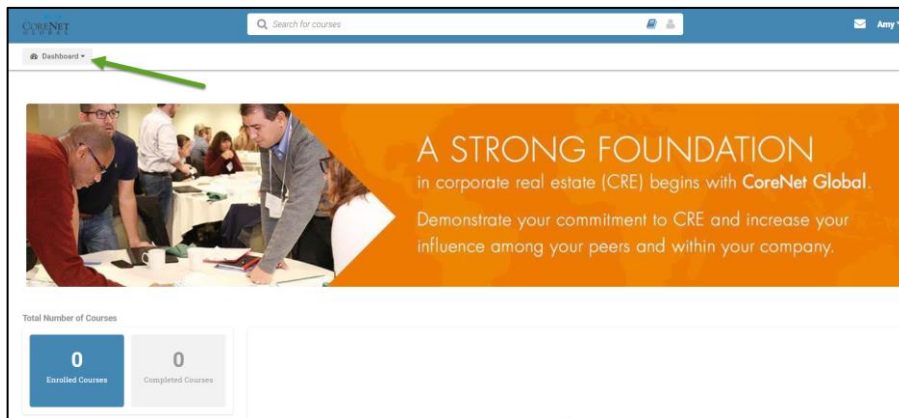 CORENET
GLOBAL
Search for courses
Amy
Dashboard
A STRONG FOUNDATION
in corporate real estate (CRE) begins with CoreNet Global.
Demonstrate your commitment to CRE and increase your
influence among your peers and within your company.
Total Number of Courses
0
Enrolled Courses
0
Completed Courses